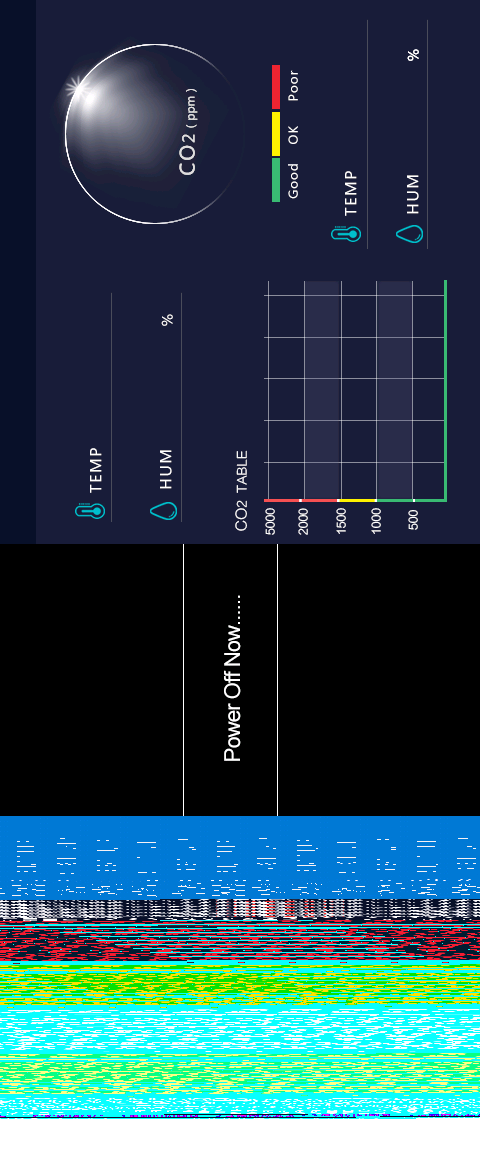 TEMP
HUM %
CO2 ( ppm )
Good OK Poor
TEMP
HUM %
CO2 TABLE
5000
2000
1500
1000
500
Power Off Now......